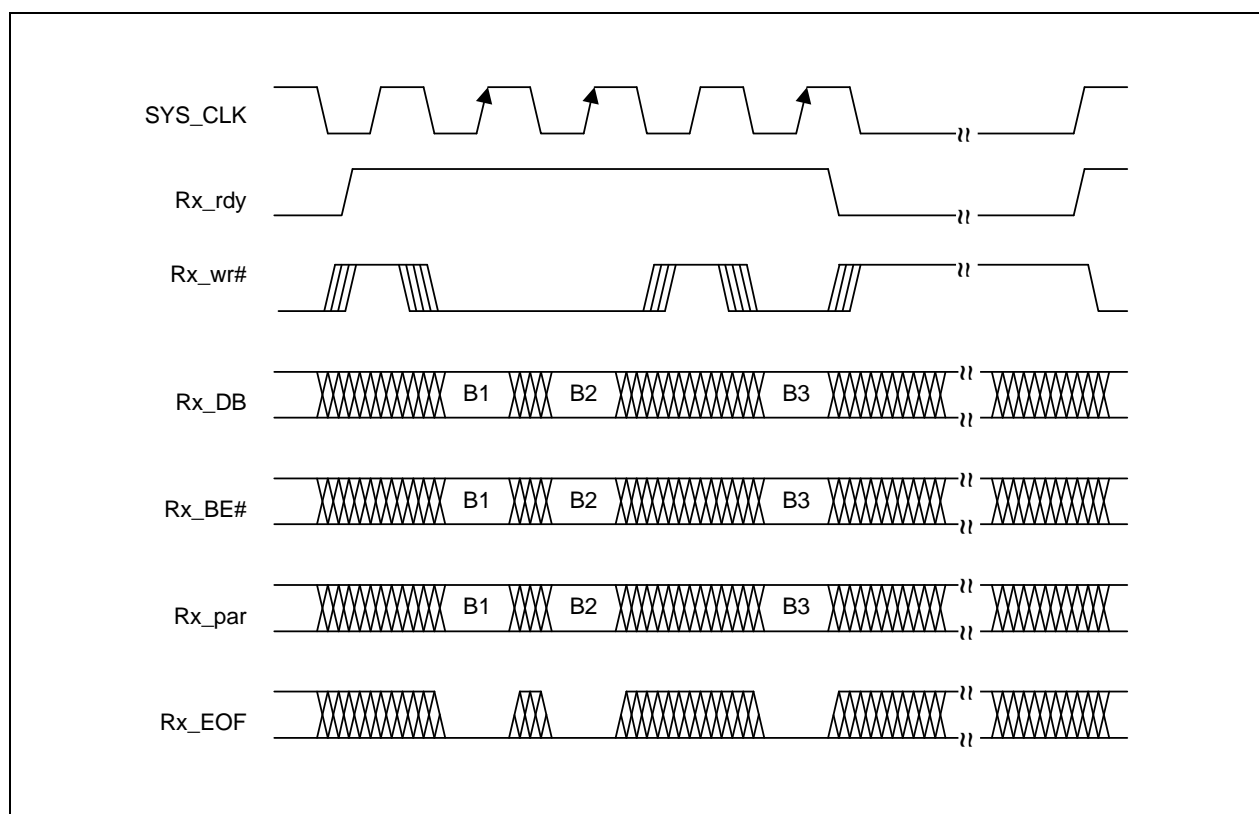 SYS_CLK
Rx_rdy
Rx_wr#
Rx_DB B1 B2 B3
Rx_BE# B1 B2 B3
Rx_par B1 B2 B3
Rx_EOF